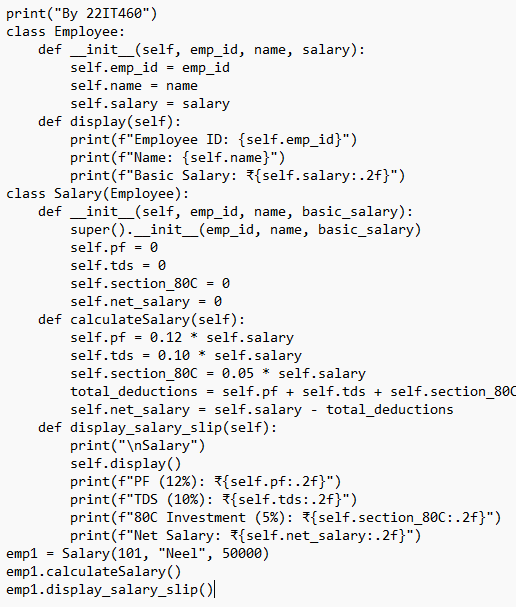 print("By 22IT460")
class Employee:
    def __init__(self, emp_id, name, salary):
        self.emp_id = emp_id
        self.name = name
        self.salary = salary
    def display(self):
        print(f"Employee ID: {self.emp_id}")
        print(f"Name: {self.name}")
        print(f"Basic Salary: ₹{self.salary:.2f}")
class Salary(Employee):
    def __init__(self, emp_id, name, basic_salary):
        super().__init__(emp_id, name, basic_salary)
        self.pf = 0
        self.tds = 0
        self.section_80C = 0
        self.net_salary = 0
    def calculateSalary(self):
        self.pf = 0.12 * self.salary
        self.tds = 0.10 * self.salary
        self.section_80C = 0.05 * self.salary
        total_deductions = self.pf + self.tds + self.section_80C
        self.net_salary = self.salary - total_deductions
    def display_salary_slip(self):
        print("\nSalary")
        self.display()
        print(f"PF (12%): ₹{self.pf:.2f}")
        print(f"TDS (10%): ₹{self.tds:.2f}")
        print(f"80C Investment (5%): ₹{self.section_80C:.2f}")
        print(f"Net Salary: ₹{self.net_salary:.2f}")
emp1 = Salary(101, "Neel", 50000)
emp1.calculateSalary()
emp1.display_salary_slip()